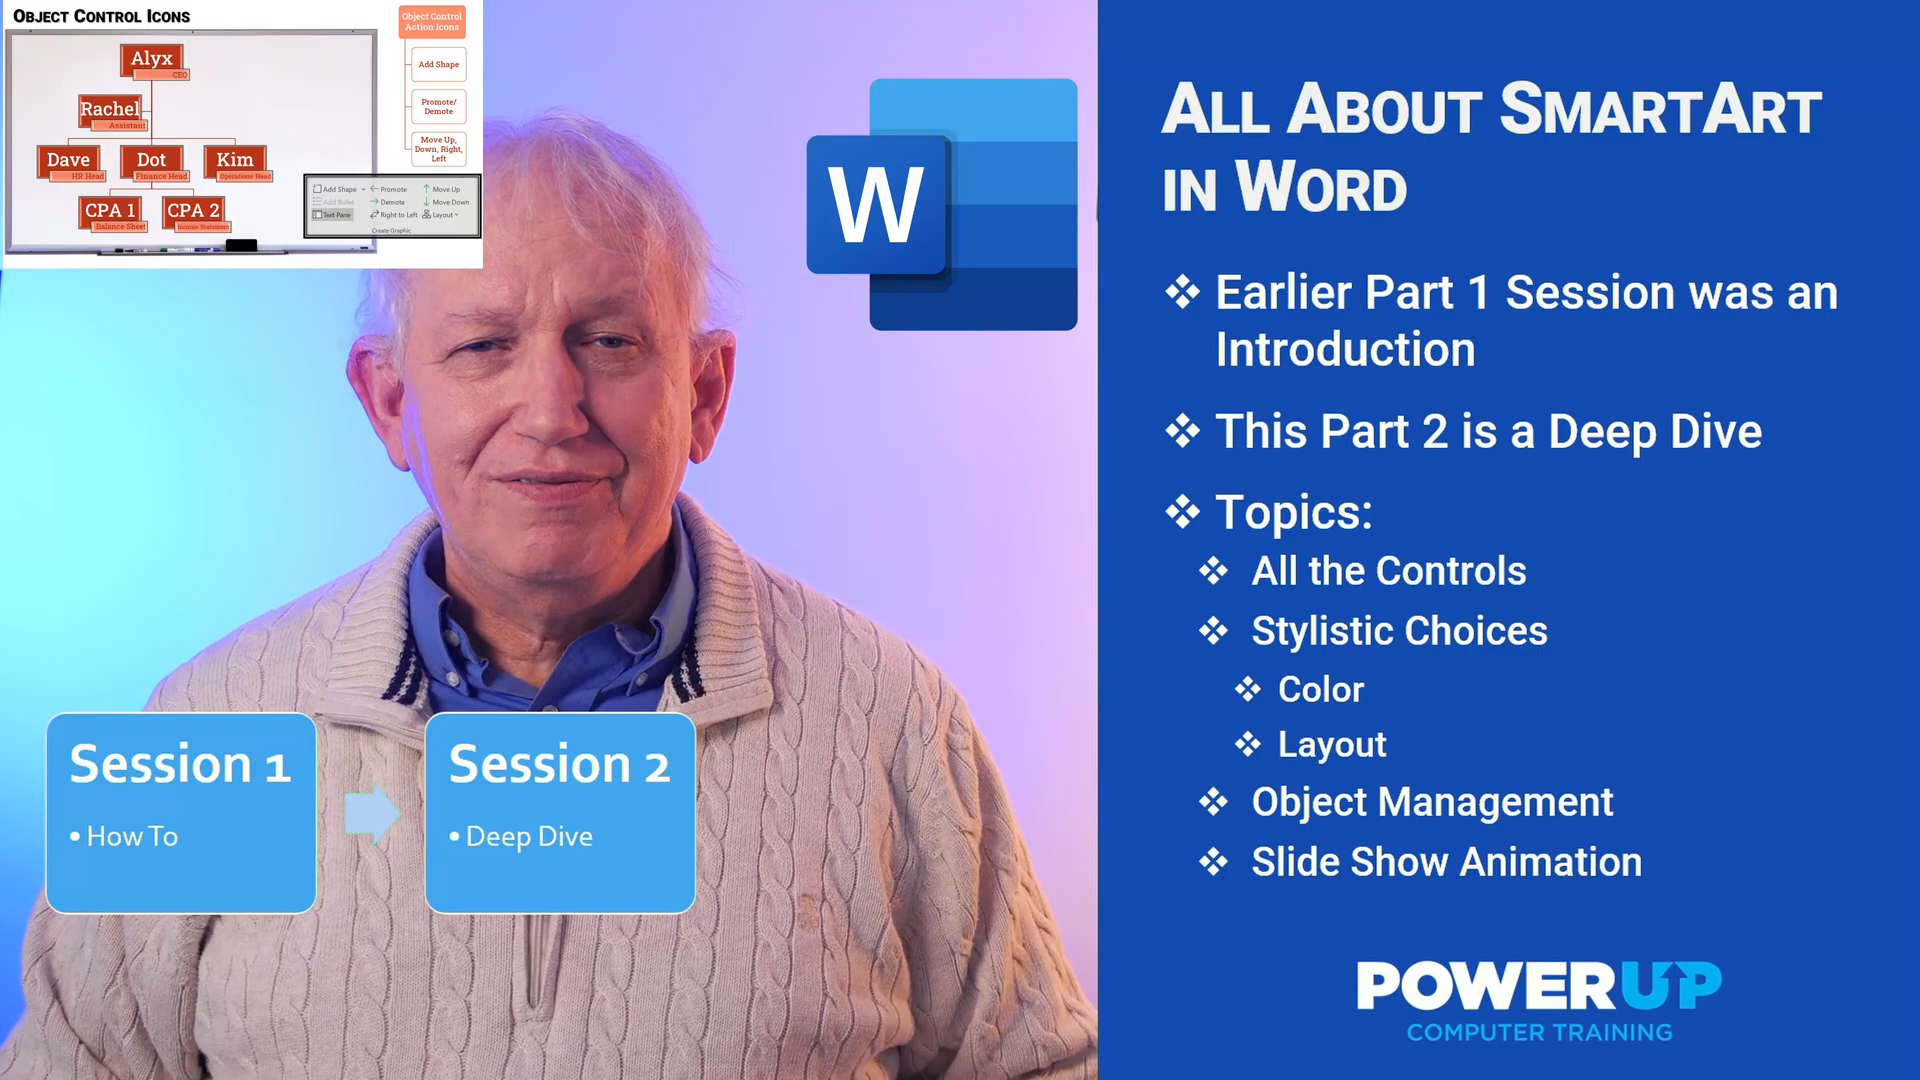 OBJECT CONTROL ICONS
Alyx
CEO
Rachel
Assistant
Dave
HR Head
Dot
Finance Head
Kim
Operations Head
CPA 1
Balance Sheet
CPA 2
Income Statement
Object Control
Action Icons
Add Shape
Promote/
Demote
Move Up,
Down, Right,
Left
Add Shape
Promote
Move Up
Add Bullet
Demote
Move Down
Text Pane
Right to Left
Layout
Create Graphic
W
Session 1
• How To
Session 2
• Deep Dive
ALL ABOUT SMARTART
IN WORD
❖ Earlier Part 1 Session was an
Introduction
❖ This Part 2 is a Deep Dive
❖ Topics:
❖ All the Controls
❖ Stylistic Choices
❖ Color
❖ Layout
❖ Object Management
❖ Slide Show Animation
POWERUP
COMPUTER TRAINING